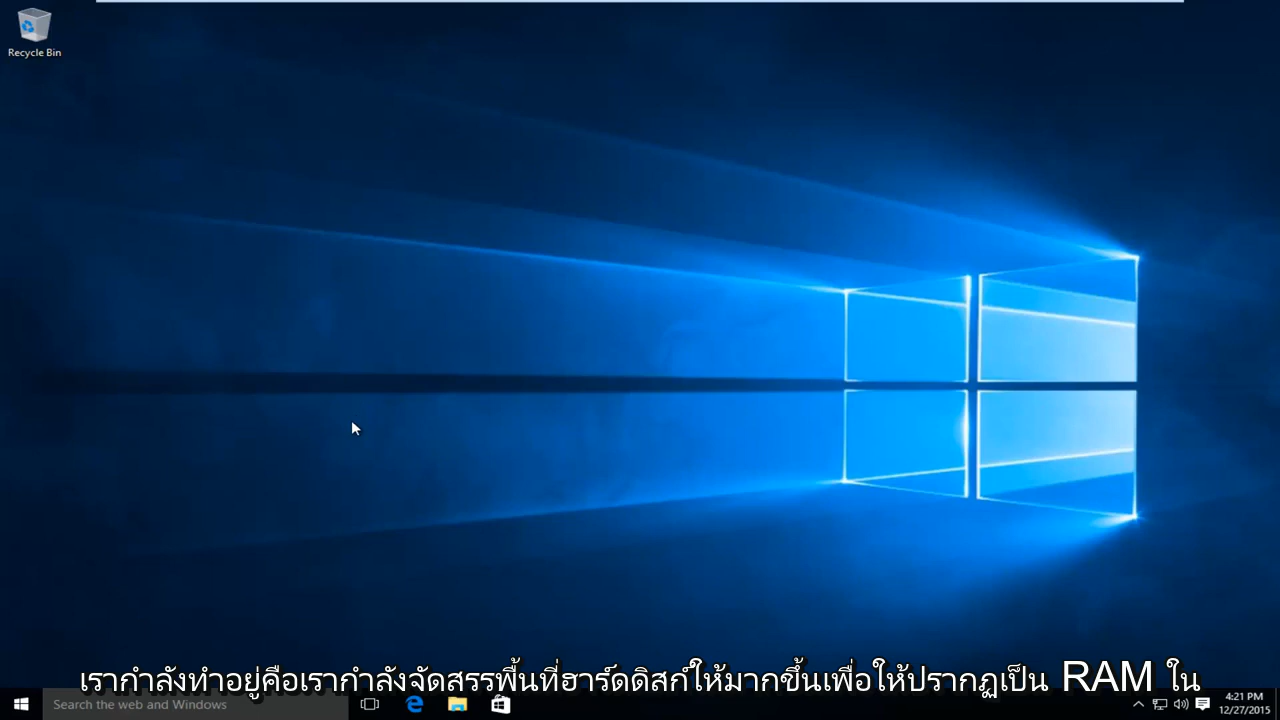 Recycle Bin
เรากำลังทำอยู่คือเรากำลังจัดสรรพื้นที่ฮาร์ดดิสก์ให้มากขึ้นเพื่อให้ปรากฏเป็น RAM ใน
Search the web and Windows
4:21 PM
12/27/2015